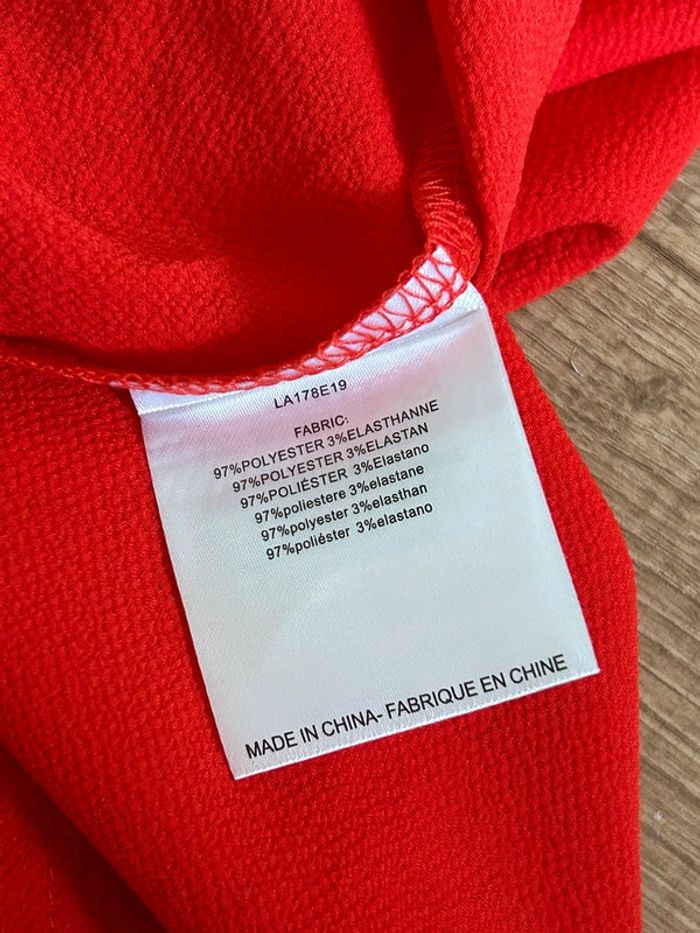 LA178E19
FABRIC:
97%POLYESTER 3%ELASTHANNE
97%POLYESTER 3%ELASTAN
97%POLIÉSTER 3%Elastano
97%poliestere 3%elastane
97%polyester 3%elasthan
97%poliéster 3%elastano
MADE IN CHINA- FABRIQUE EN CHINE